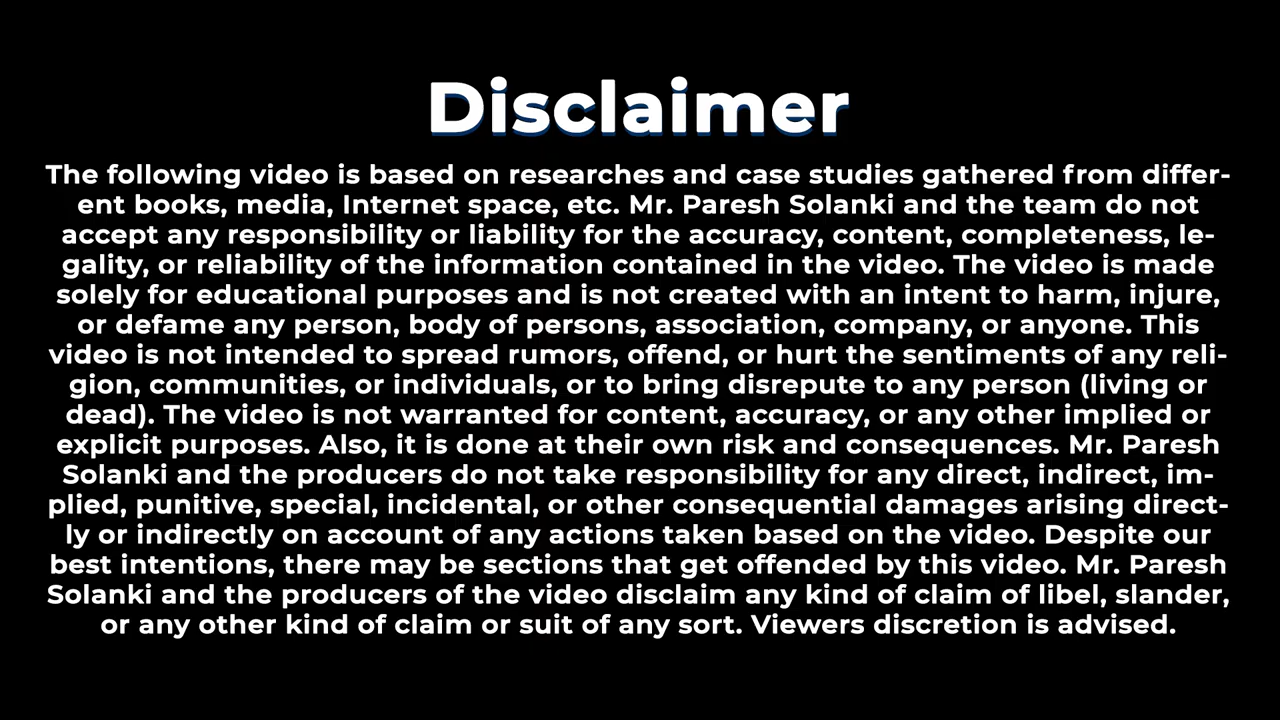 Disclaimer
The following video is based on researches and case studies gathered from differ-
ent books, media, Internet space, etc. Mr. Paresh Solanki and the team do not
accept any responsibility or liability for the accuracy, content, completeness, le-
gality, or reliability of the information contained in the video. The video is made
solely for educational purposes and is not created with an intent to harm, injure,
or defame any person, body of persons, association, company, or anyone. This
video is not intended to spread rumors, offend, or hurt the sentiments of any reli-
gion, communities, or individuals, or to bring disrepute to any person (living or
dead). The video is not warranted for content, accuracy, or any other implied or
explicit purposes. Also, it is done at their own risk and consequences. Mr. Paresh
Solanki and the producers do not take responsibility for any direct, indirect, im-
plied, punitive, special, incidental, or other consequential damages arising direct-
ly or indirectly on account of any actions taken based on the video. Despite our
best intentions, there may be sections that get offended by this video. Mr. Paresh
Solanki and the producers of the video disclaim any kind of claim of libel, slander,
or any other kind of claim or suit of any sort. Viewers discretion is advised.